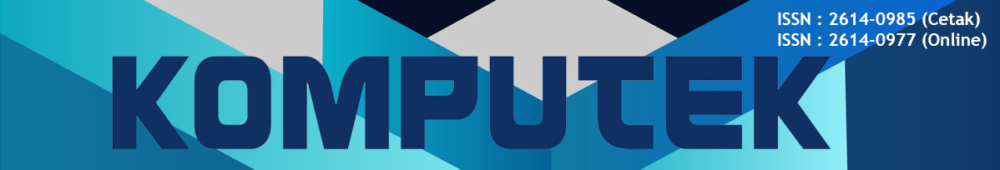 ISSN : 2614-0985 (Cetak)
ISSN : 2614-0977 (Online)
KOMPUTEK